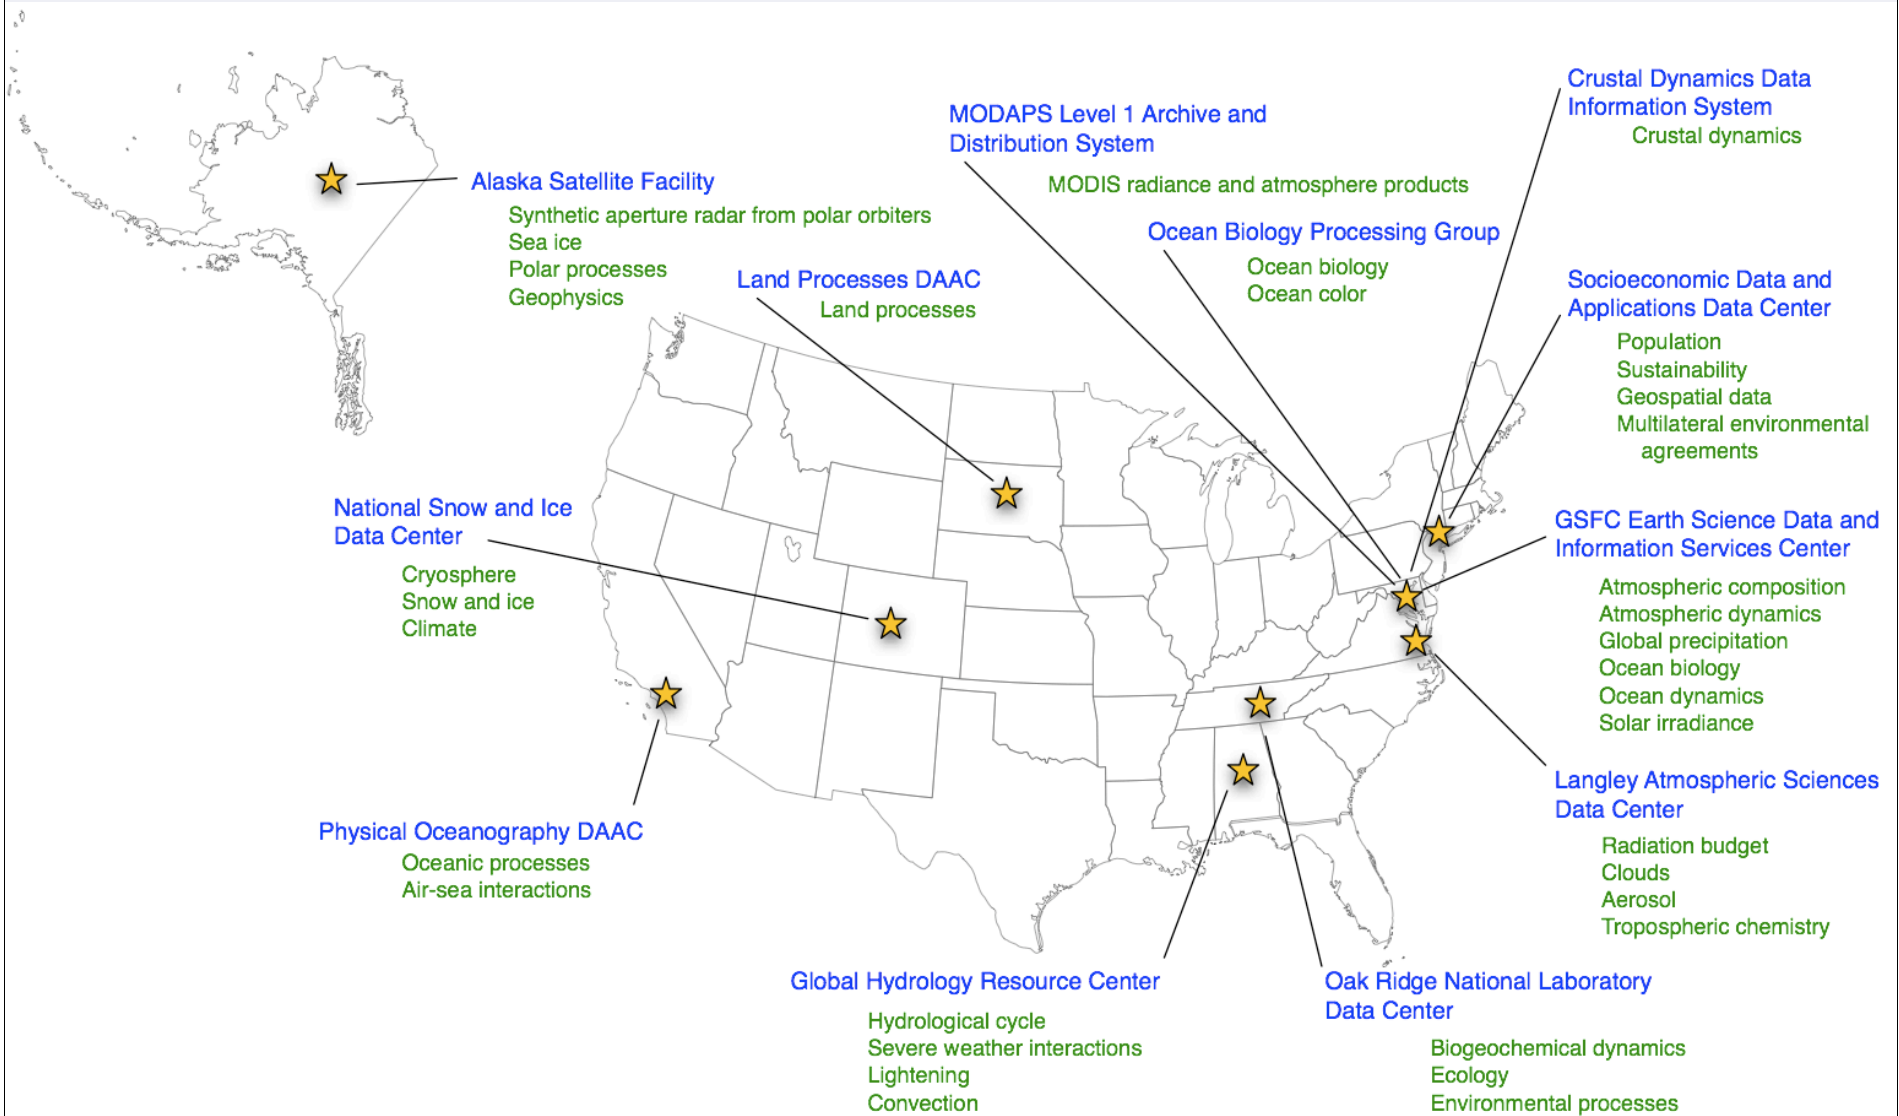 Crustal Dynamics Data
Information System
Crustal dynamics
MODAPS Level 1 Archive and
Distribution System
MODIS radiance and atmosphere products
Alaska Satellite Facility
Synthetic aperture radar from polar orbiters
Sea ice
Polar processes
Geophysics
Ocean Biology Processing Group
Ocean biology
Ocean color
Land Processes DAAC
Land processes
Socioeconomic Data and
Applications Data Center
Population
Sustainability
Geospatial data
Multilateral environmental
agreements
National Snow and Ice
Data Center
Cryosphere
Snow and ice
Climate
GSFC Earth Science Data and
Information Services Center
Atmospheric composition
Atmospheric dynamics
Global precipitation
Ocean biology
Ocean dynamics
Solar irradiance
Physical Oceanography DAAC
Oceanic processes
Air-sea interactions
Langley Atmospheric Sciences
Data Center
Radiation budget
Clouds
Aerosol
Tropospheric chemistry
Global Hydrology Resource Center
Hydrological cycle
Severe weather interactions
Lightening
Convection
Oak Ridge National Laboratory
Data Center
Biogeochemical dynamics
Ecology
Environmental processes